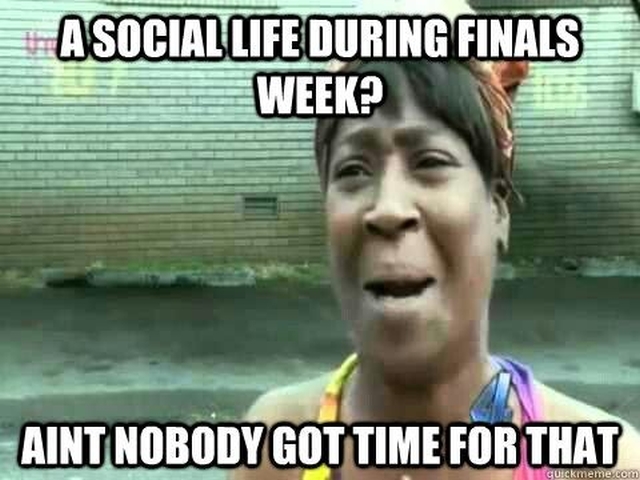 A SOCIAL LIFE DURING FINALS
WEEK?
AINT NOBODY GOT TIME FOR THAT
quickmeme.com